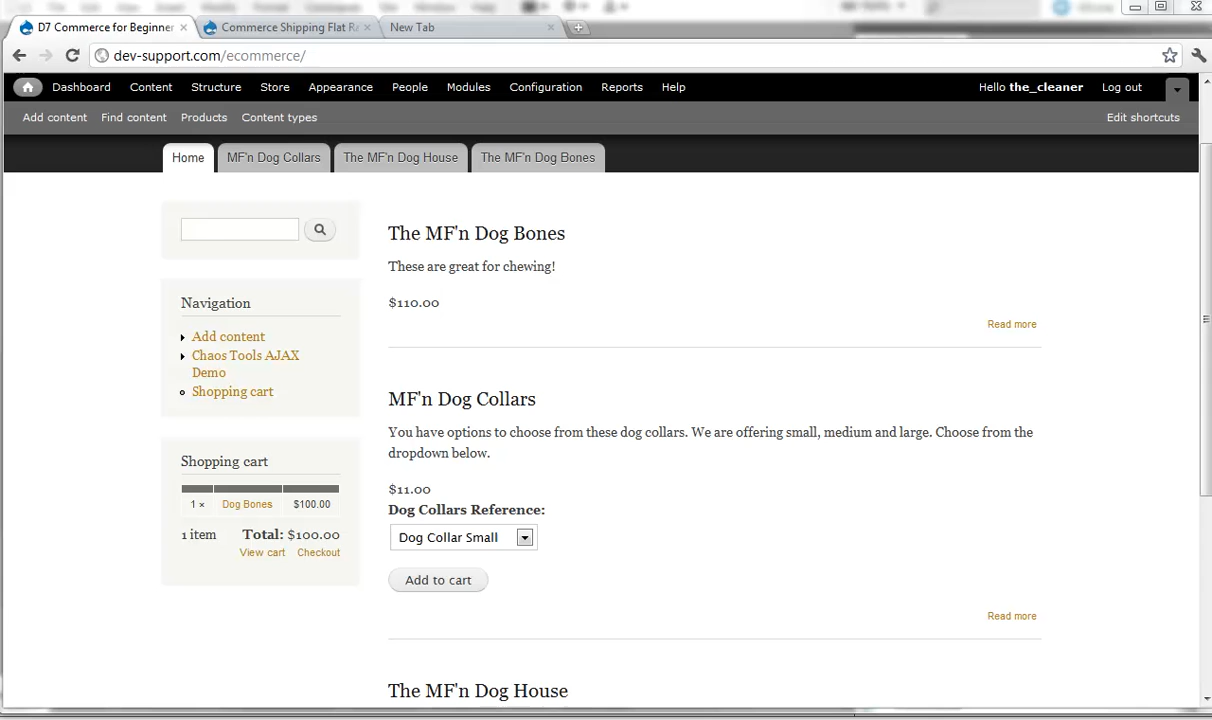 D7 Commerce for Beginner
Commerce Shipping Flat Ra
New Tab
dev-support.com/ecommerce/
Dashboard Content Structure Store Appearance People Modules Configuration Reports Help Hello the_cleaner Log out
Add content Find content Products Content types Edit shortcuts
Home MF'n Dog Collars The MF'n Dog House The MF'n Dog Bones
Navigation
Add content
Chaos Tools AJAX
Demo
Shopping cart
Shopping cart
1 × Dog Bones $100.00
1 item Total: $100.00
View cart Checkout
The MF'n Dog Bones
These are great for chewing!
$110.00
Read more
MF'n Dog Collars
You have options to choose from these dog collars. We are offering small, medium and large. Choose from the
dropdown below.
$11.00
Dog Collars Reference:
Dog Collar Small
Add to cart
Read more
The MF'n Dog House